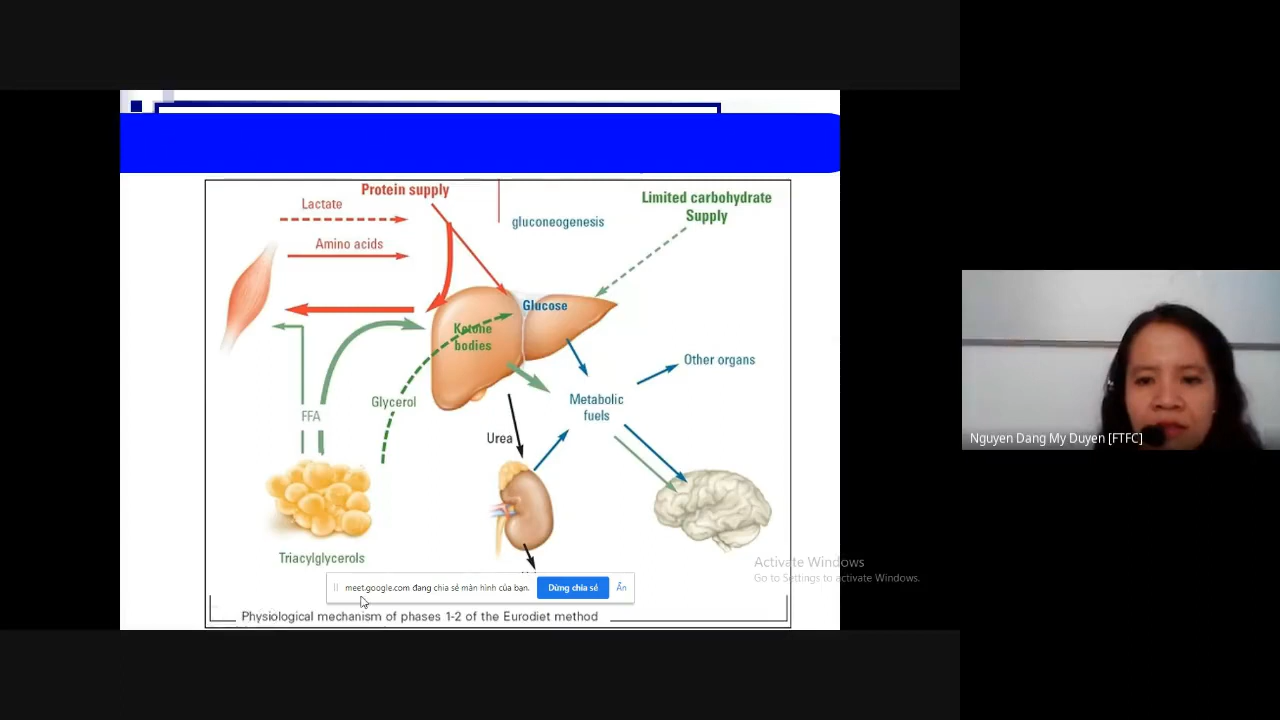 Protein supply
Lactate
gluconeogenesis
Limited carbohydrate
Supply
Amino acids
Glucose
Ketone
bodies
Other organs
Glycerol
Metabolic
fuels
FFA
Urea
Nguyen Dang My Duyen [FTFC]
Triacylglycerols
Activate Windows
Go to Settings to activate Windows.
meet.google.com đang chia sẻ màn hình của bạn.
Dừng chia sẻ
Ẩn
Physiological mechanism of phases 1-2 of the Eurodiet method